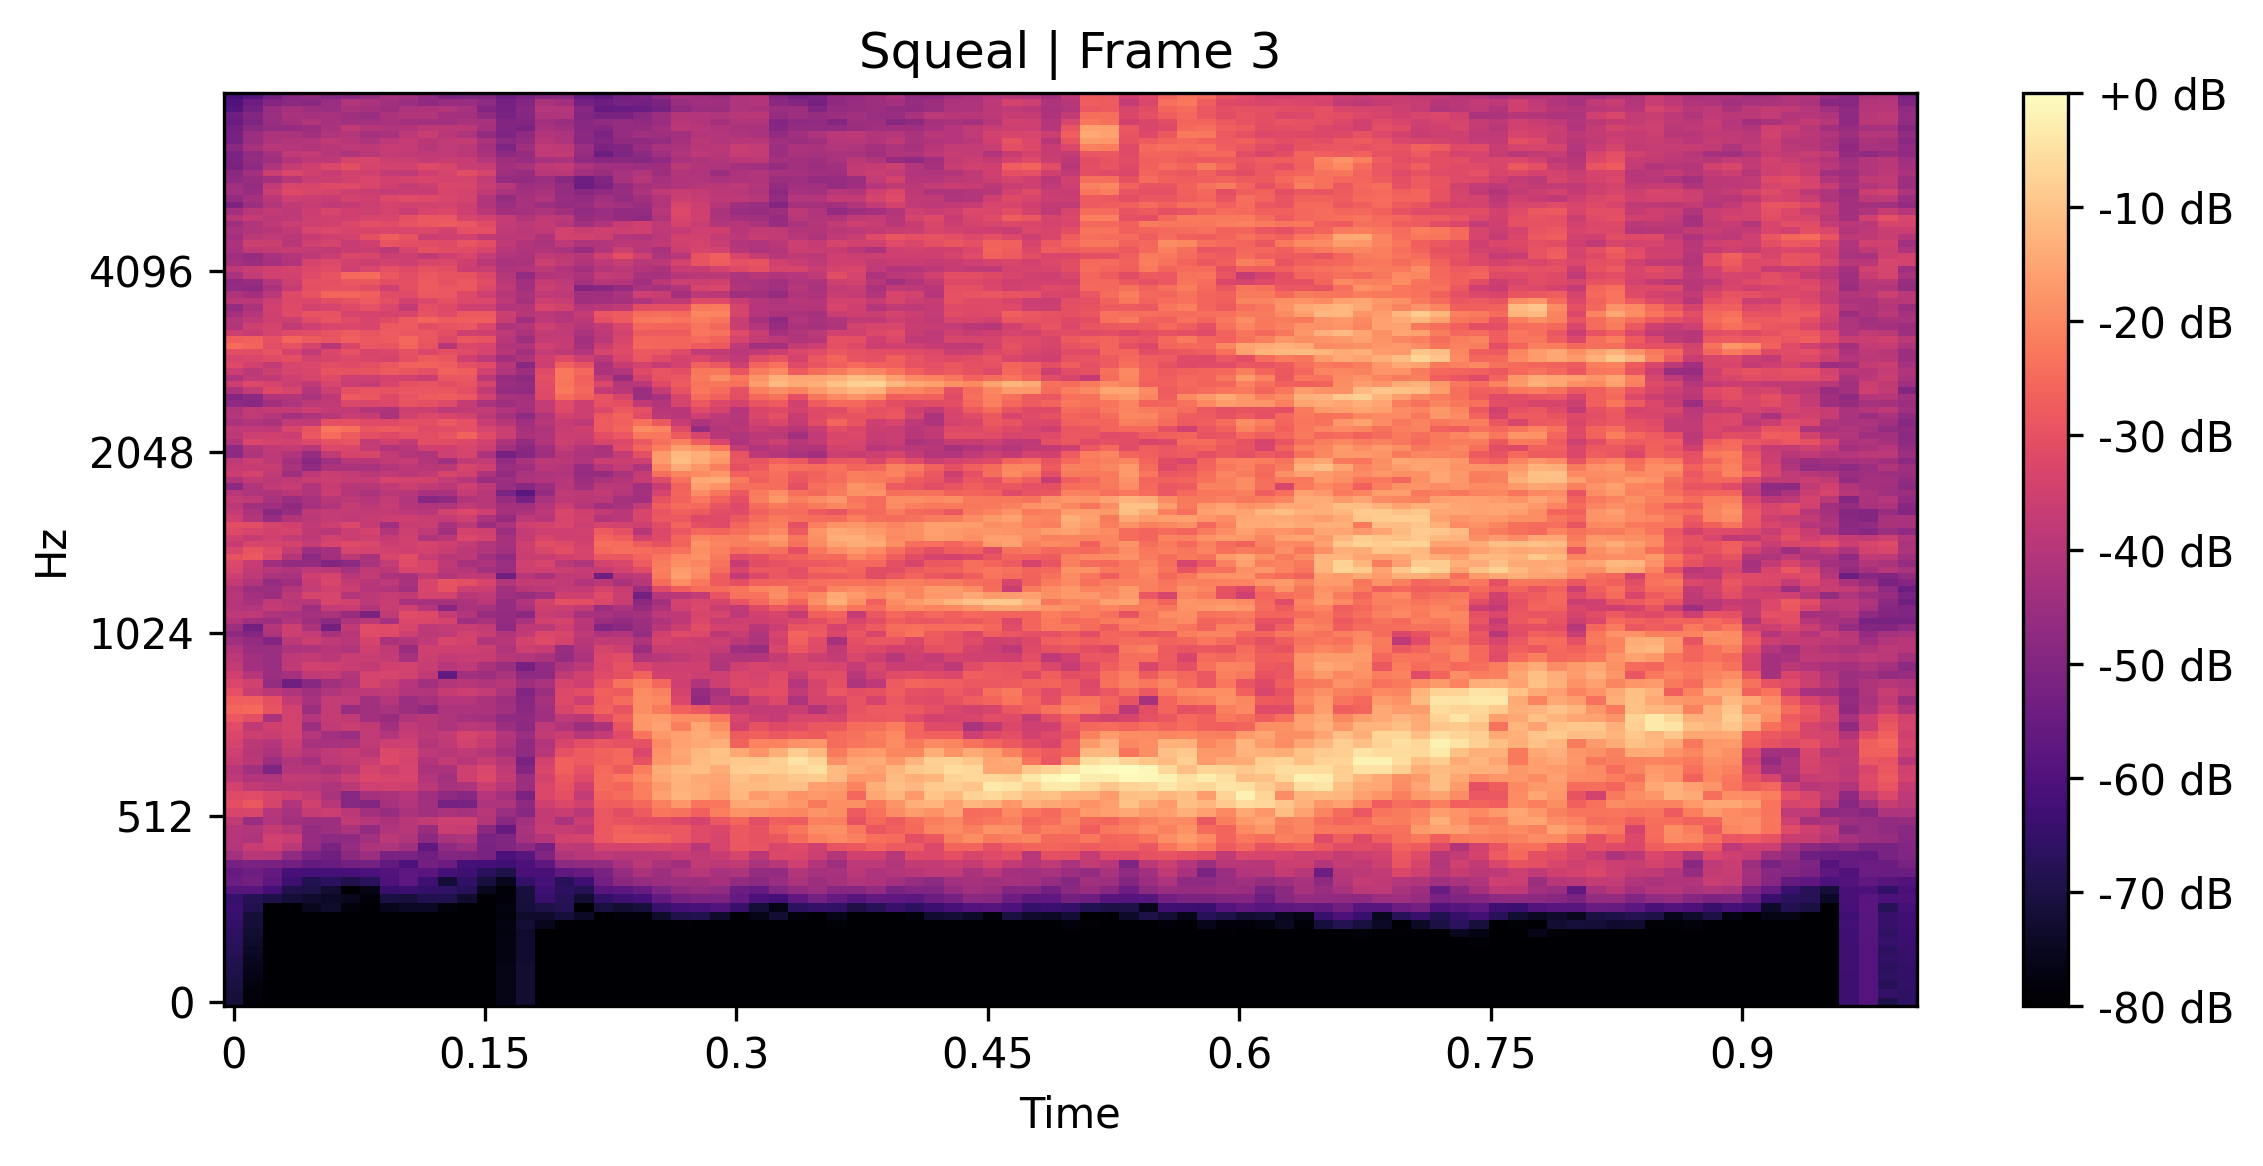 Squeal | Frame 3
+0 dB
-10 dB
-20 dB
-30 dB
-40 dB
-50 dB
-60 dB
-70 dB
-80 dB
Hz
4096
2048
1024
512
0
0 0.15 0.3 0.45 0.6 0.75 0.9
Time